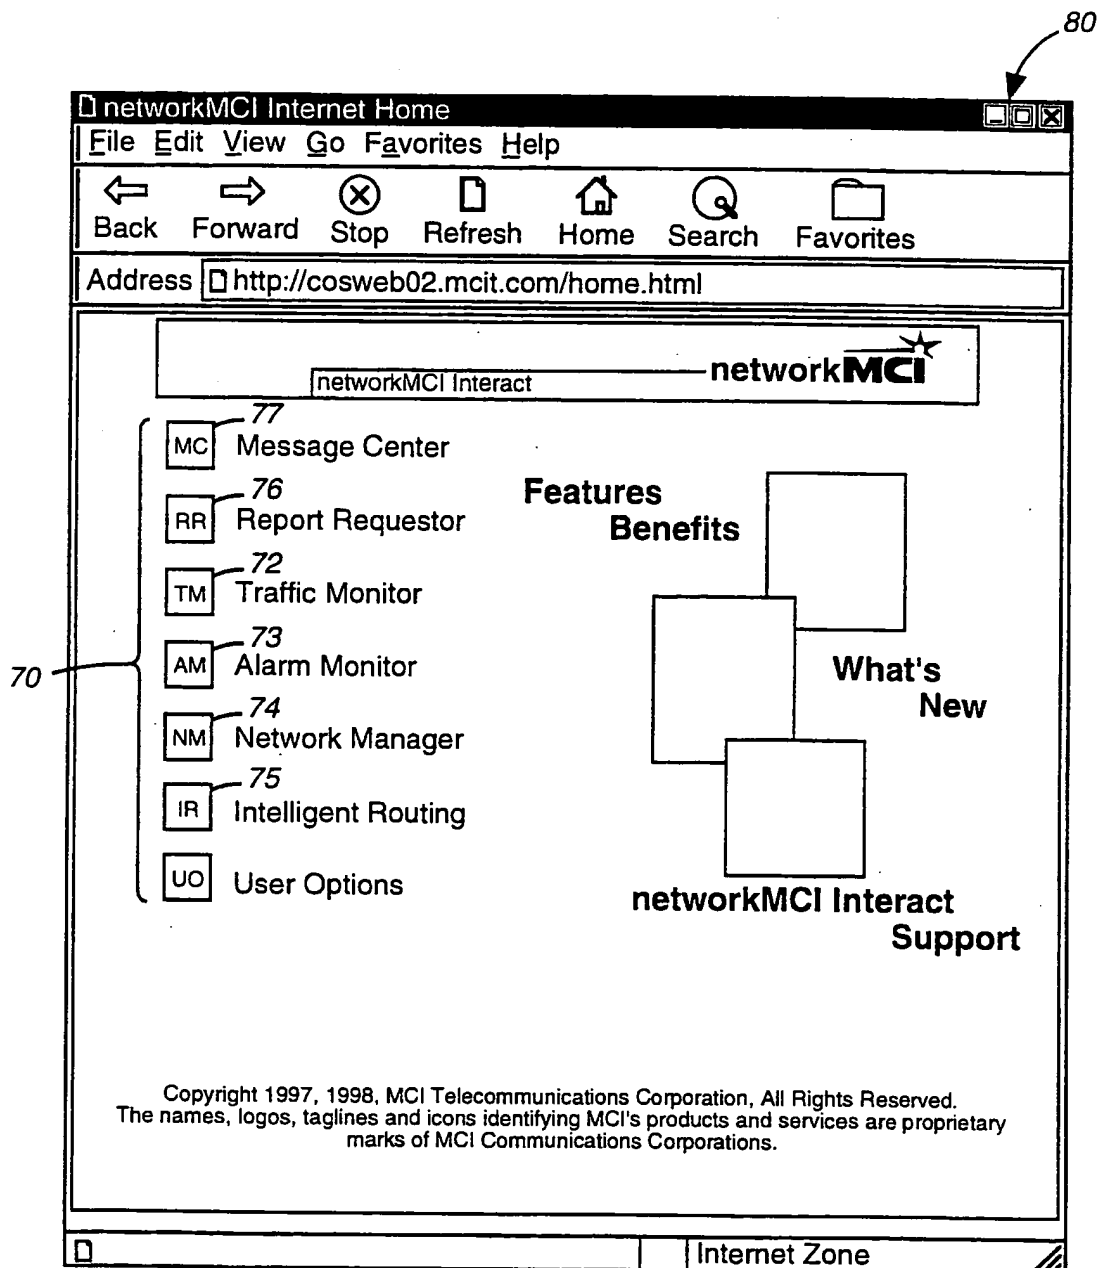 80
networkMCI Internet Home
File Edit View Go Favorites Help
Back Forward Stop Refresh Home Search Favorites
Address http://cosweb02.mcit.com/home.html
networkMCI Interact
networkMCI
77
MC Message Center
76
RR Report Requestor
72
TM Traffic Monitor
73
AM Alarm Monitor
70
74
NM Network Manager
75
IR Intelligent Routing
UO User Options
Features
Benefits
What's
New
networkMCI Interact
Support
Copyright 1997, 1998, MCI Telecommunications Corporation, All Rights Reserved.
The names, logos, taglines and icons identifying MCI's products and services are proprietary
marks of MCI Communications Corporations.
Internet Zone